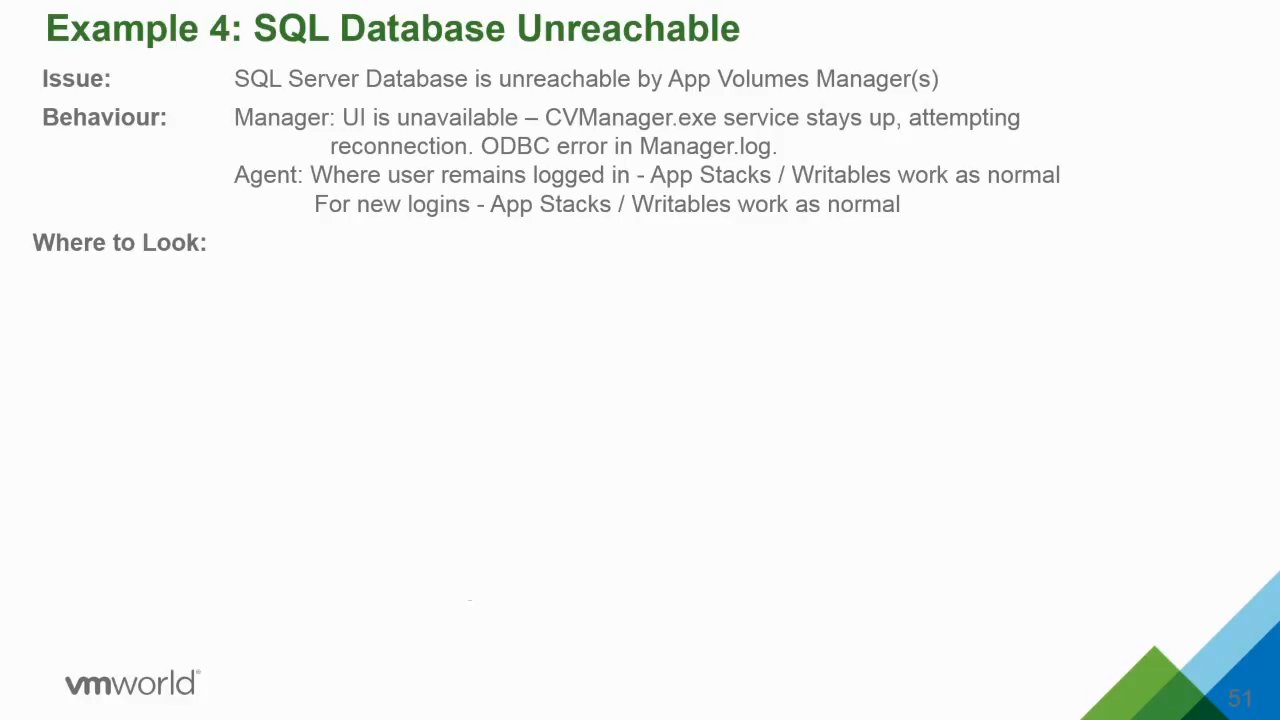 Example 4: SQL Database Unreachable
Issue: SQL Server Database is unreachable by App Volumes Manager(s)
Behaviour: Manager: UI is unavailable – CVManager.exe service stays up, attempting
reconnection. ODBC error in Manager.log.
Agent: Where user remains logged in - App Stacks / Writables work as normal
For new logins - App Stacks / Writables work as normal
Where to Look:
vmworld®
51